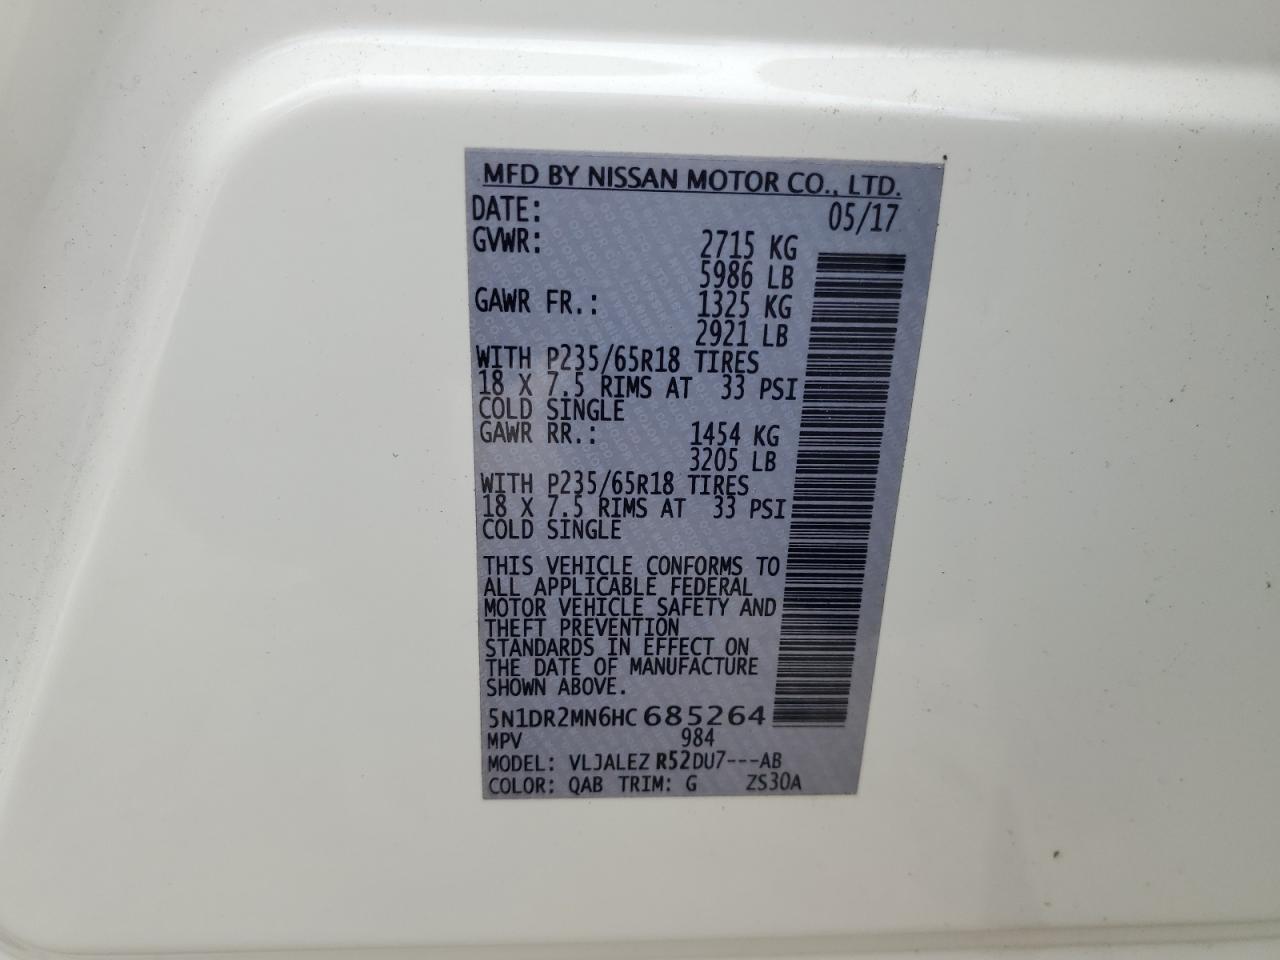 MFD BY NISSAN MOTOR CO., LTD.
DATE: 05/17
GVWR: 2715 KG
5986 LB
GAWR FR.: 1325 KG
2921 LB
WITH P235/65R18 TIRES
18 X 7.5 RIMS AT 33 PSI
COLD SINGLE
GAWR RR.: 1454 KG
3205 LB
WITH P235/65R18 TIRES
18 X 7.5 RIMS AT 33 PSI
COLD SINGLE
THIS VEHICLE CONFORMS TO
ALL APPLICABLE FEDERAL
MOTOR VEHICLE SAFETY AND
THEFT PREVENTION
STANDARDS IN EFFECT ON
THE DATE OF MANUFACTURE
SHOWN ABOVE.
5N1DR2MN6HC685264
MPV 984
MODEL: VLJALEZ R52DU7---AB
COLOR: QAB TRIM: G ZS30A